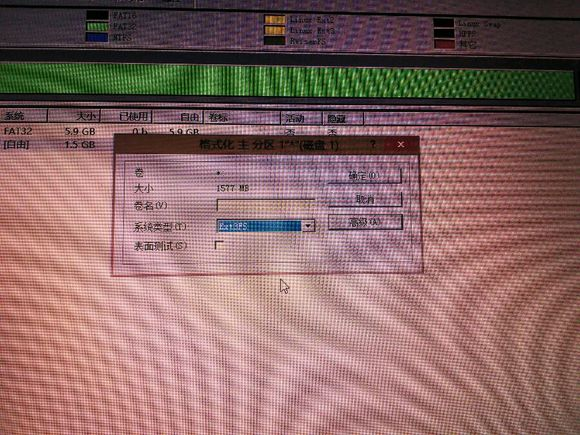 FAT16 Linux Ext2 Linux Swap
FAT32 Linux Ext3 HPFS
NTFS ReiserFS 其它
系统 大小 已使用 自由 卷标 活动 隐藏
FAT32 5.9 GB 0 b 5.9 GB 否 否
[自由] 1.5 GB
格式化 主 分区 1"*"(磁盘 1) ? ×
卷 * 确定(O)
大小 1577 MB
卷名(V) 取消
系统类型(T) Ext3FS 高级(A)
表面测试(S)